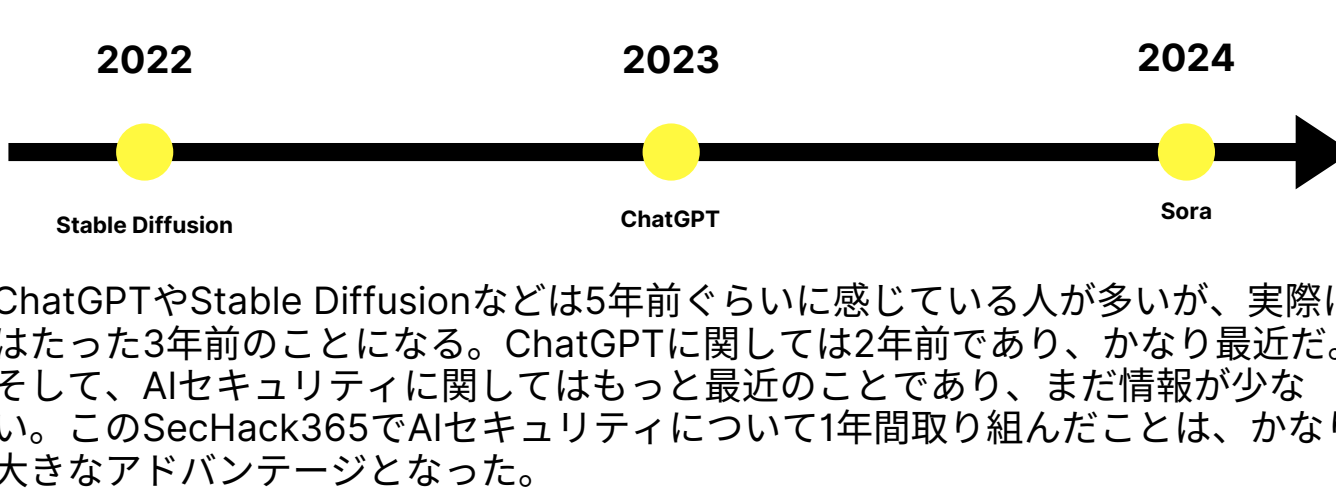 2022
2023
2024
Stable Diffusion
ChatGPT
Sora
ChatGPTやStable Diffusionなどは5年前ぐらいに感じている人が多いが、実際に
はたった3年前のことになる。ChatGPTに関しては2年前であり、かなり最近だ。
そして、AIセキュリティに関してはもっと最近のことであり、まだ情報が少な
い。このSecHack365でAIセキュリティについて1年間取り組んだことは、かなり
大きなアドバンテージとなった。